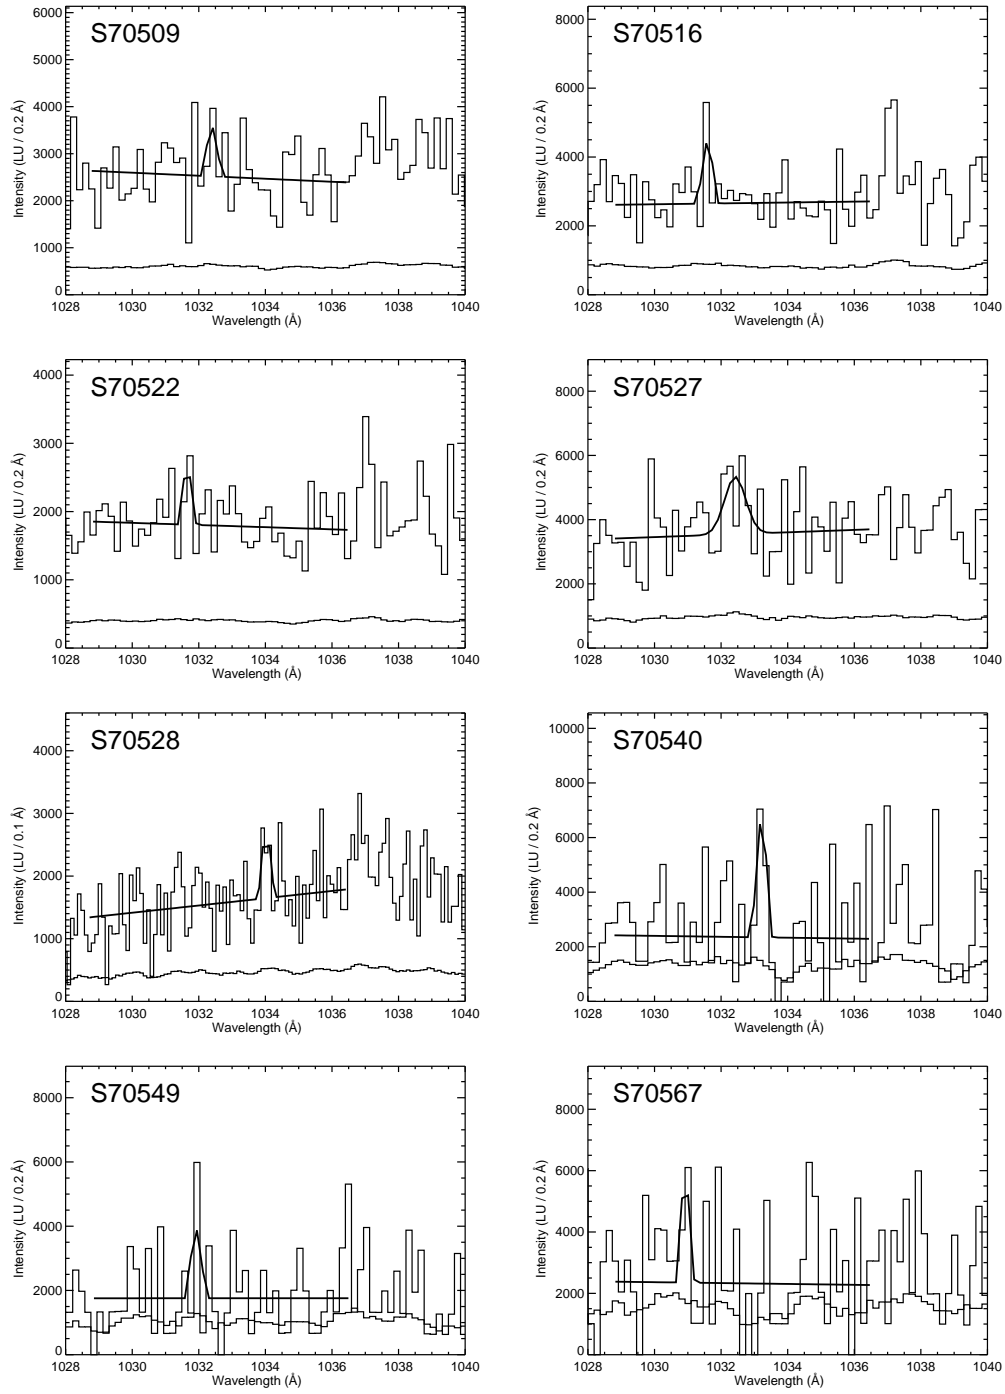 S70509
Intensity (LU / 0.2 Å)
6000
5000
4000
3000
2000
1000
0
1028 1030 1032 1034 1036 1038 1040
Wavelength (Å)
S70516
Intensity (LU / 0.2 Å)
8000
6000
4000
2000
0
1028 1030 1032 1034 1036 1038 1040
Wavelength (Å)
S70522
Intensity (LU / 0.2 Å)
4000
3000
2000
1000
0
1028 1030 1032 1034 1036 1038 1040
Wavelength (Å)
S70527
Intensity (LU / 0.2 Å)
8000
6000
4000
2000
0
1028 1030 1032 1034 1036 1038 1040
Wavelength (Å)
S70528
Intensity (LU / 0.1 Å)
4000
3000
2000
1000
0
1028 1030 1032 1034 1036 1038 1040
Wavelength (Å)
S70540
Intensity (LU / 0.2 Å)
10000
8000
6000
4000
2000
0
1028 1030 1032 1034 1036 1038 1040
Wavelength (Å)
S70549
Intensity (LU / 0.2 Å)
8000
6000
4000
2000
0
1028 1030 1032 1034 1036 1038 1040
Wavelength (Å)
S70567
Intensity (LU / 0.2 Å)
8000
6000
4000
2000
0
1028 1030 1032 1034 1036 1038 1040
Wavelength (Å)